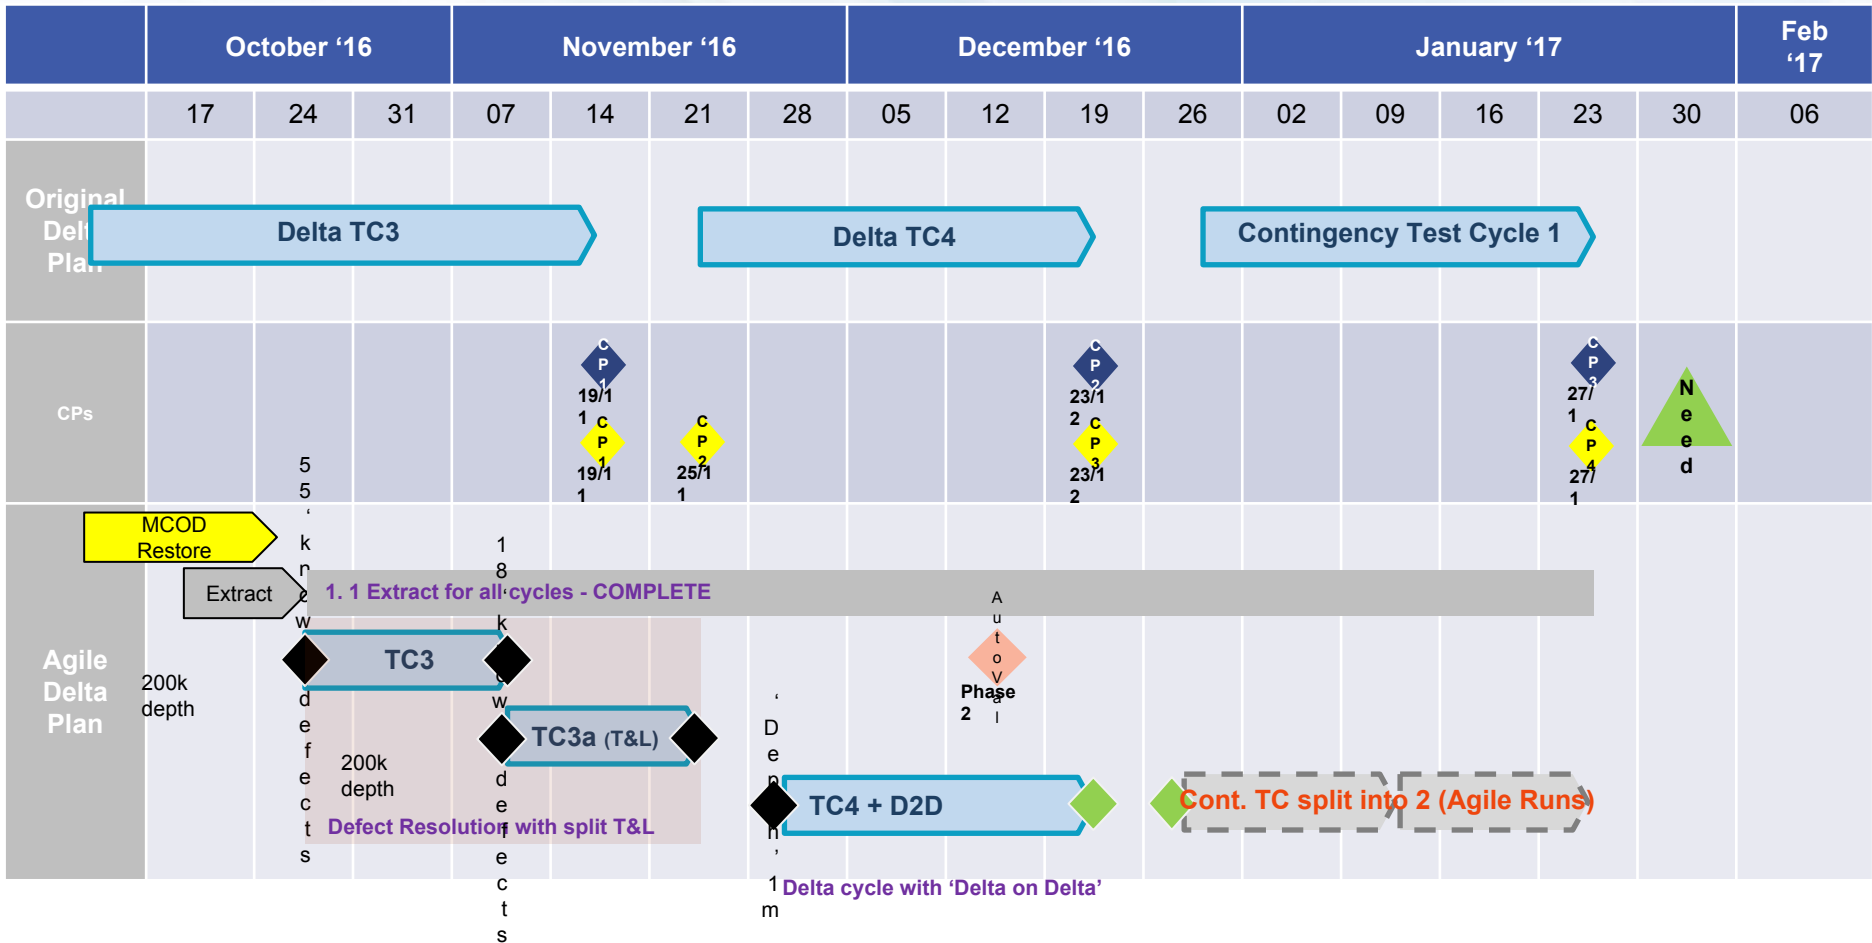 October ‘16
November ‘16
December ‘16
January ‘17
Feb
‘17
17
24
31
07
14
21
28
05
12
19
26
02
09
16
23
30
06
Original
Delta
Plan
Delta TC3
Delta TC4
Contingency Test Cycle 1
CPs
CP1
19/11
CP2
23/12
CP3
27/1
CP1
19/11
CP2
25/11
CP3
23/12
CP4
27/1
Need
Agile
Delta
Plan
MCOD
Restore
Extract
1. 1 Extract for all cycles - COMPLETE
55 ‘known defects
18 ‘known defects
TC3
200k
depth
TC3a (T&L)
200k
depth
Defect Resolution with split T&L
AutoVal
Phase
2
TC4 + D2D
Cont. TC split into 2 (Agile Runs)
Delta cycle with ‘Delta on Delta’
1m